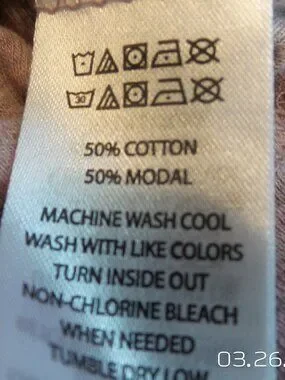 30
50% COTTON
50% MODAL
MACHINE WASH COOL
WASH WITH LIKE COLORS
TURN INSIDE OUT
NON-CHLORINE BLEACH
WHEN NEEDED
TUMBLE DRY LOW
03.26.